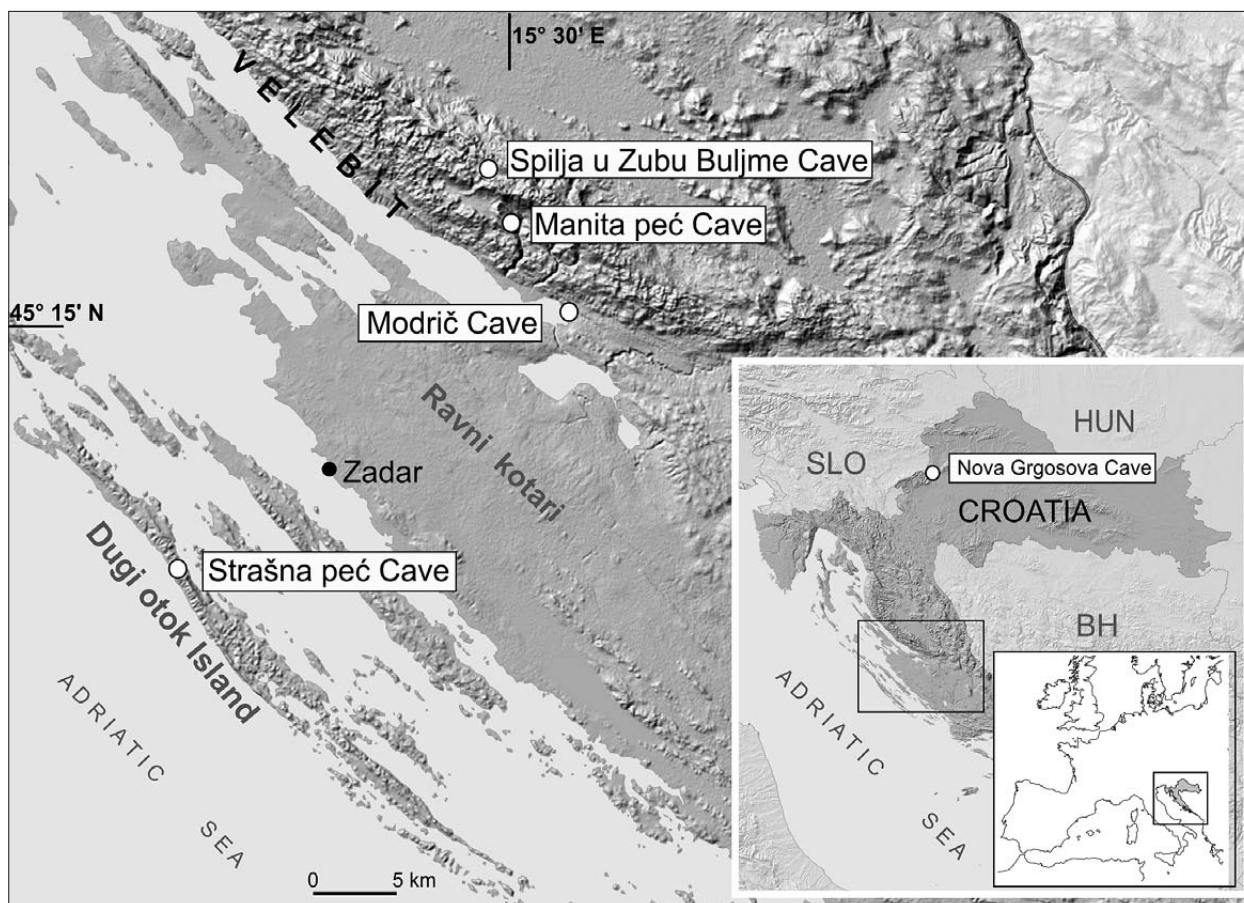 15° 30' E
VELEBIT
Spilja u Zubu Buljme Cave
Manita peć Cave
45° 15' N
Modrič Cave
Ravni kotari
Zadar
Strašna peć Cave
Dugi otok Island
ADRIATIC
SEA
0 5 km
HUN
SLO
Nova Grgosova Cave
CROATIA
BH
ADRIATIC
SEA